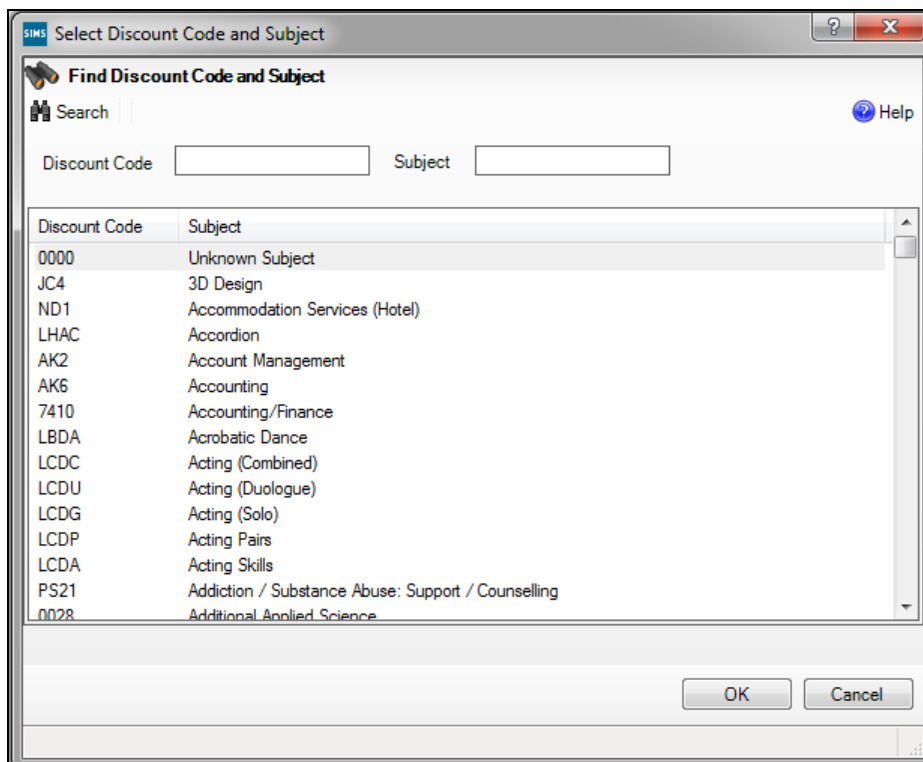 SIMS Select Discount Code and Subject ? X
Find Discount Code and Subject
Search ? Help
Discount Code Subject
Discount Code Subject
0000 Unknown Subject
JC4 3D Design
ND1 Accommodation Services (Hotel)
LHAC Accordion
AK2 Account Management
AK6 Accounting
7410 Accounting/Finance
LBDA Acrobatic Dance
LCDC Acting (Combined)
LCDU Acting (Duologue)
LCDG Acting (Solo)
LCDP Acting Pairs
LCDA Acting Skills
PS21 Addiction / Substance Abuse: Support / Counselling
0028 Additional Applied Science
OK Cancel